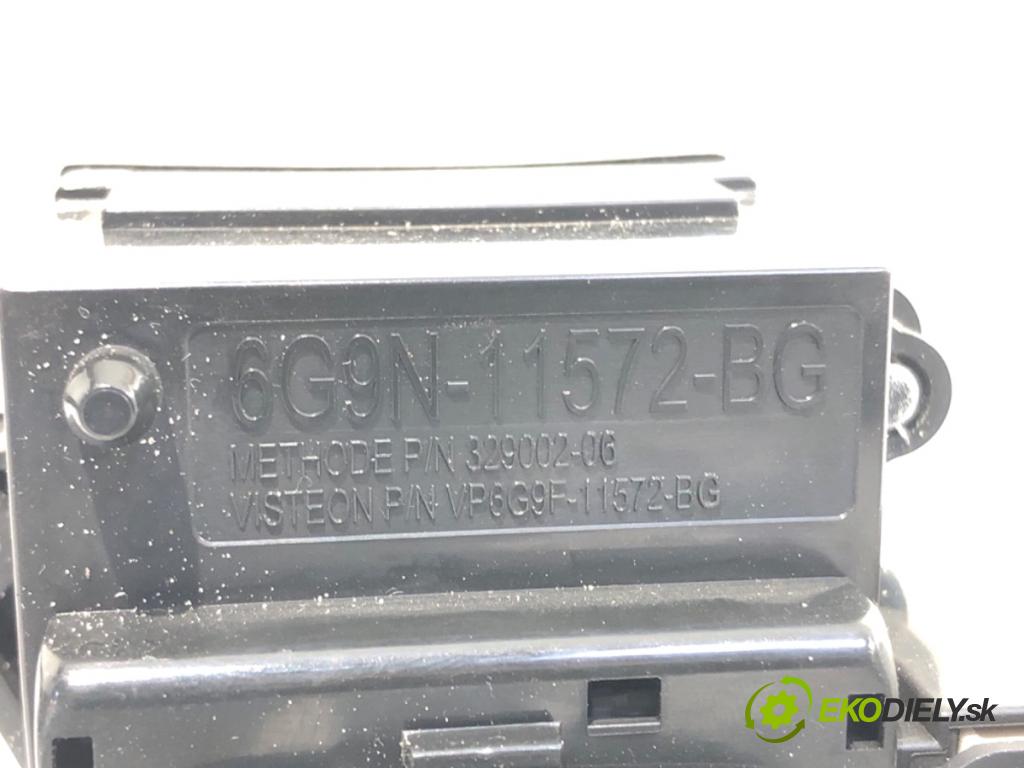 6G9N-11572-BG
METHODE P/N 329002-06
VISTEON P/N VP6G9F-11572-BG
EKODIELY.sk